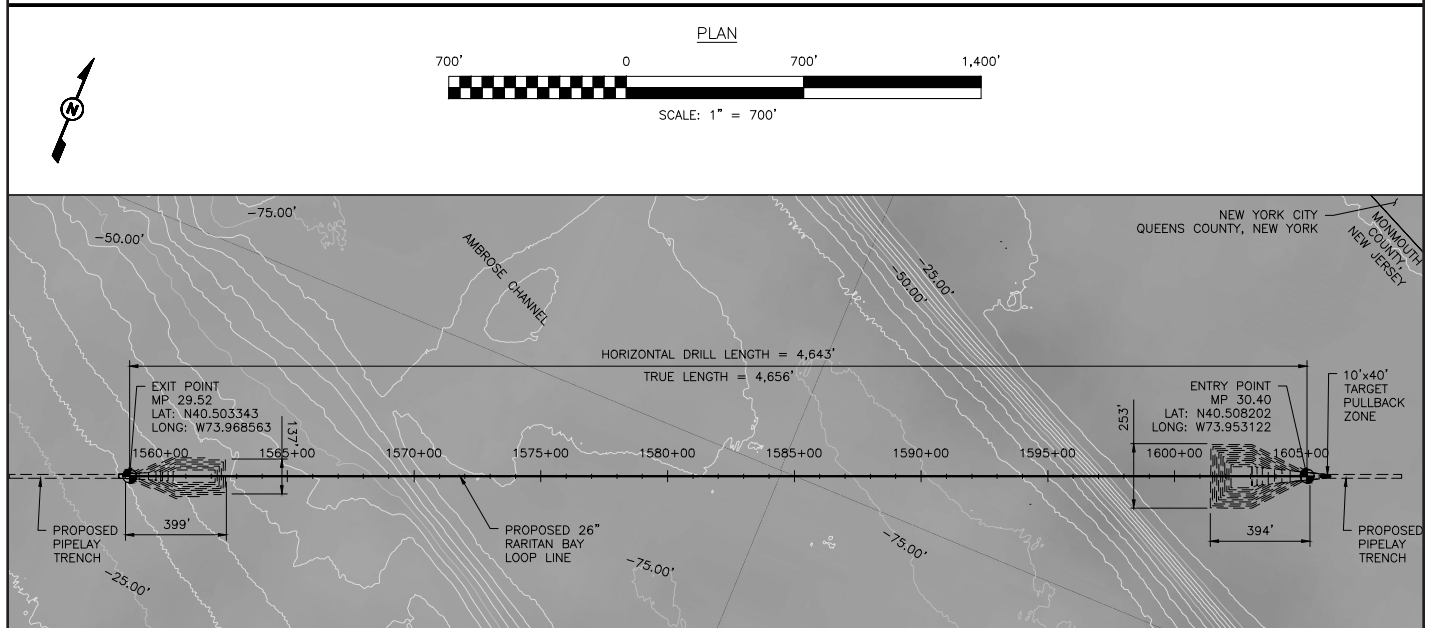 PLAN
700'
0
700'
1,400'
SCALE: 1" = 700'
N
-75.00'
-50.00'
AMBROSE CHANNEL
-25.00'
-50.00'
NEW YORK CITY
QUEENS COUNTY, NEW YORK
MONMOUTH
COUNTY,
NEW JERSEY
HORIZONTAL DRILL LENGTH = 4,643'
TRUE LENGTH = 4,656'
EXIT POINT
MP 29.52
LAT: N40.503343
LONG: W73.968563
137'
ENTRY POINT
MP 30.40
LAT: N40.508202
LONG: W73.953122
253'
10'x40'
TARGET
PULLBACK
ZONE
1560+00
1565+00
1570+00
1575+00
1580+00
1585+00
1590+00
1595+00
1600+00
1605+00
PROPOSED
PIPELAY
TRENCH
399'
PROPOSED 26"
RARITAN BAY
LOOP LINE
394'
PROPOSED
PIPELAY
TRENCH
-25.00'
-75.00'
-75.00'